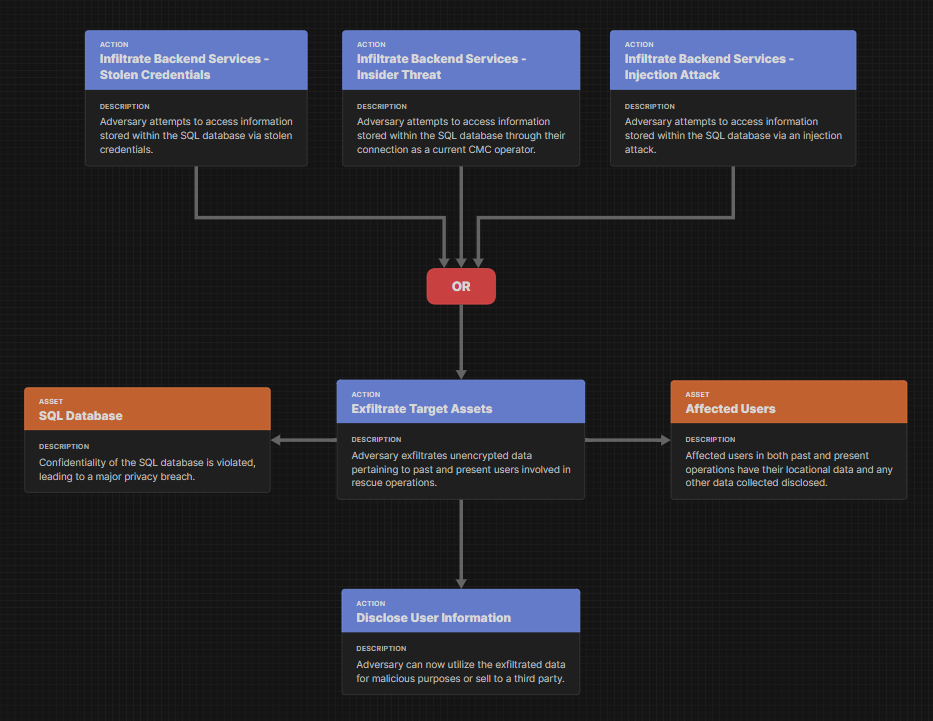 ACTION
Infiltrate Backend Services -
Stolen Credentials
DESCRIPTION
Adversary attempts to access information
stored within the SQL database via stolen
credentials.
ACTION
Infiltrate Backend Services -
Insider Threat
DESCRIPTION
Adversary attempts to access information
stored within the SQL database through their
connection as a current CMC operator.
ACTION
Infiltrate Backend Services -
Injection Attack
DESCRIPTION
Adversary attempts to access information
stored within the SQL database via an injection
attack.
OR
ASSET
SQL Database
DESCRIPTION
Confidentiality of the SQL database is violated,
leading to a major privacy breach.
ACTION
Exfiltrate Target Assets
DESCRIPTION
Adversary exfiltrates unencrypted data
pertaining to past and present users involved in
rescue operations.
ASSET
Affected Users
DESCRIPTION
Affected users in both past and present
operations have their locational data and any
other data collected disclosed.
ACTION
Disclose User Information
DESCRIPTION
Adversary can now utilize the exfiltrated data
for malicious purposes or sell to a third party.